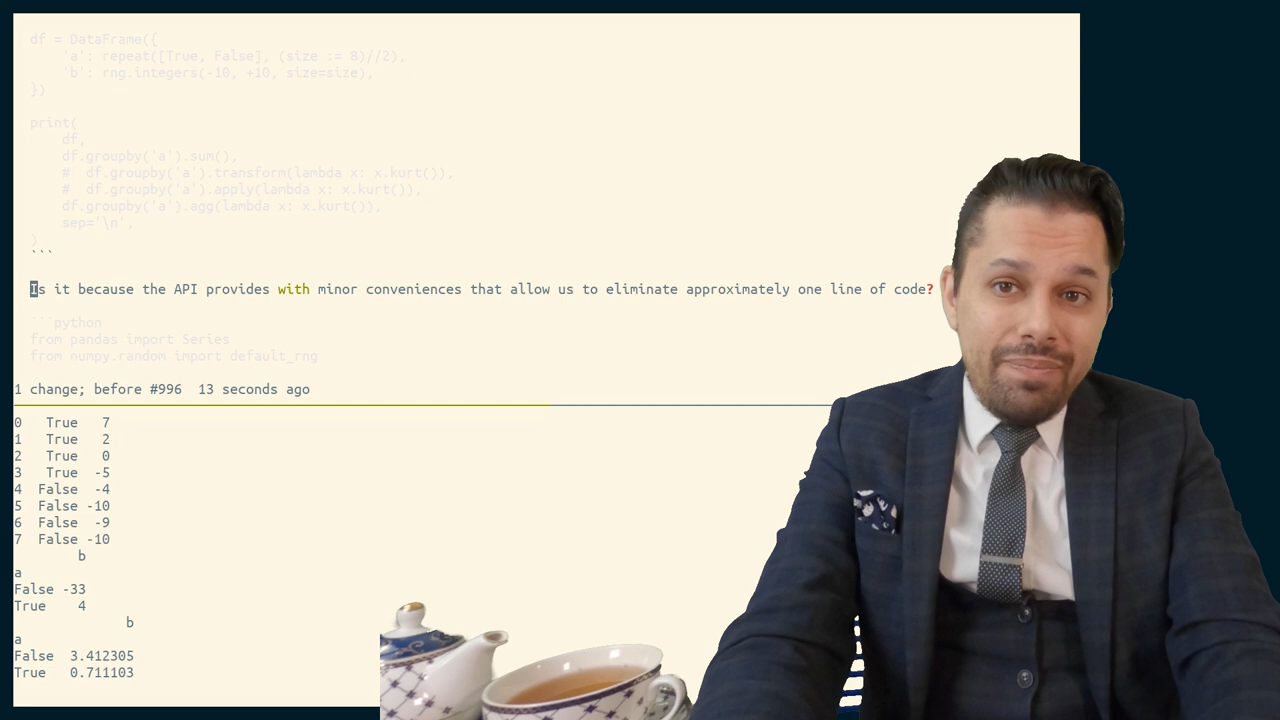 df = DataFrame({
    'a': repeat([True, False], (size := 8)//2),
    'b': rng.integers(-10, +10, size=size),
})
print(
    df,
    df.groupby('a').sum(),
    #  df.groupby('a').transform(lambda x: x.kurt()),
    #  df.groupby('a').apply(lambda x: x.kurt()),
    df.groupby('a').agg(lambda x: x.kurt()),
    sep='\n',
)
```
Is it because the API provides with minor conveniences that allow us to eliminate approximately one line of code?
```python
from pandas import Series
from numpy.random import default_rng
1 change; before #996  13 seconds ago
0   True   7
1   True   2
2   True   0
3   True  -5
4  False  -4
5  False -10
6  False  -9
7  False -10
        b
a
False -33
True    4
              b
a
False  3.412305
True   0.711103